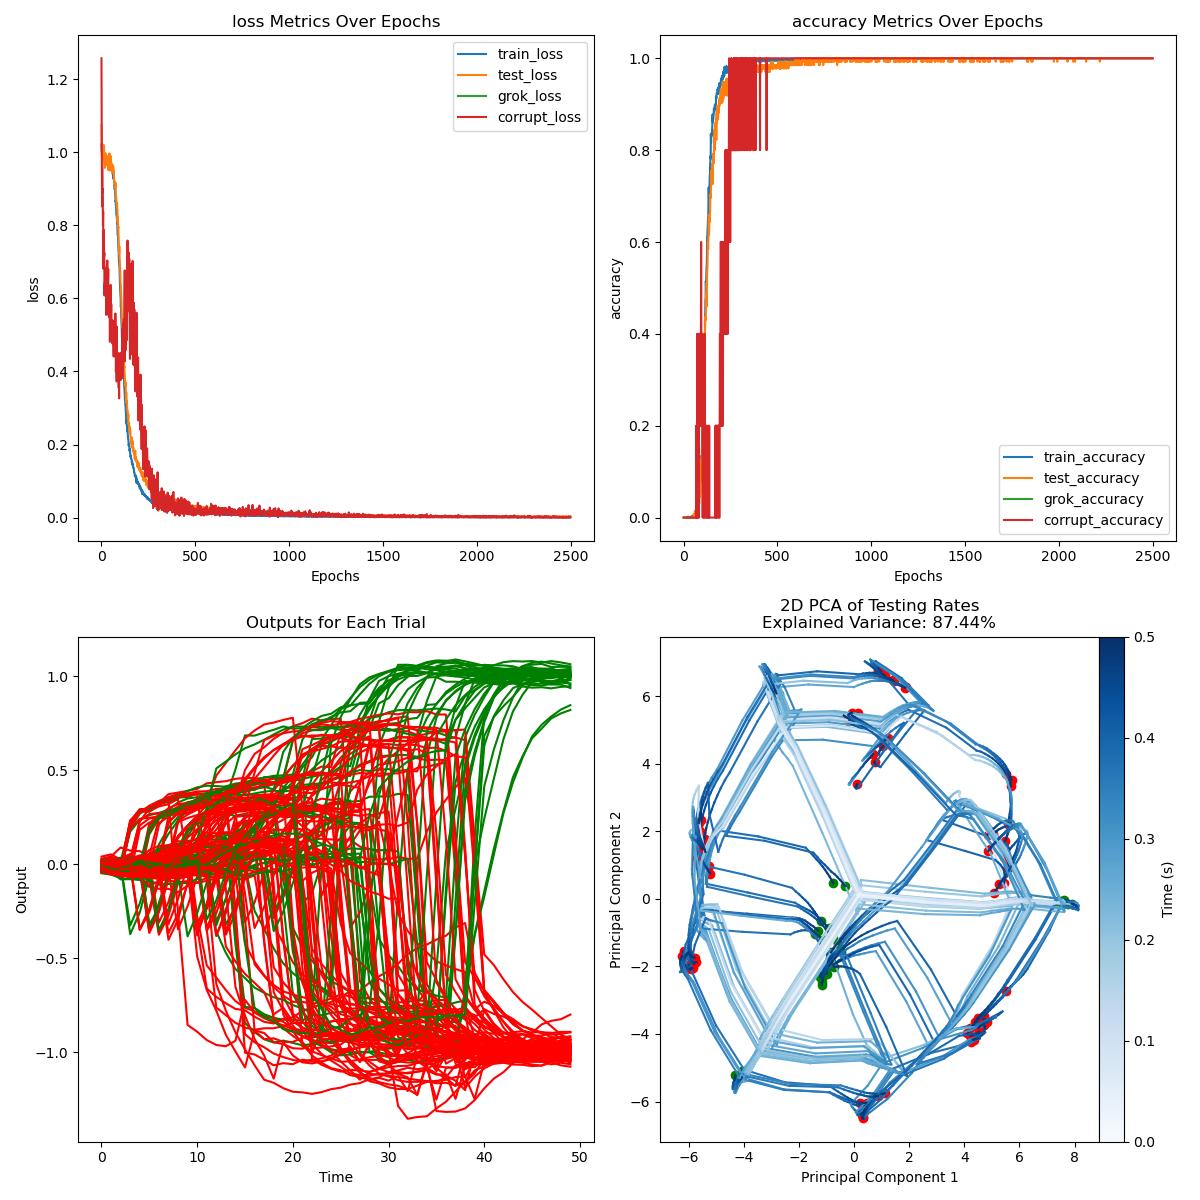 loss Metrics Over Epochs
loss
1.2
1.0
0.8
0.6
0.4
0.2
0.0
0
500
1000
1500
2000
2500
Epochs
train_loss
test_loss
grok_loss
corrupt_loss
accuracy Metrics Over Epochs
accuracy
1.0
0.8
0.6
0.4
0.2
0.0
0
500
1000
1500
2000
2500
Epochs
train_accuracy
test_accuracy
grok_accuracy
corrupt_accuracy
Outputs for Each Trial
Output
1.0
0.5
0.0
−0.5
−1.0
0
10
20
30
40
50
Time
2D PCA of Testing Rates
Explained Variance: 87.44%
Principal Component 2
6
4
2
0
−2
−4
−6
−6
−4
−2
0
2
4
6
8
Principal Component 1
0.5
0.4
0.3
0.2
0.1
0.0
Time (s)